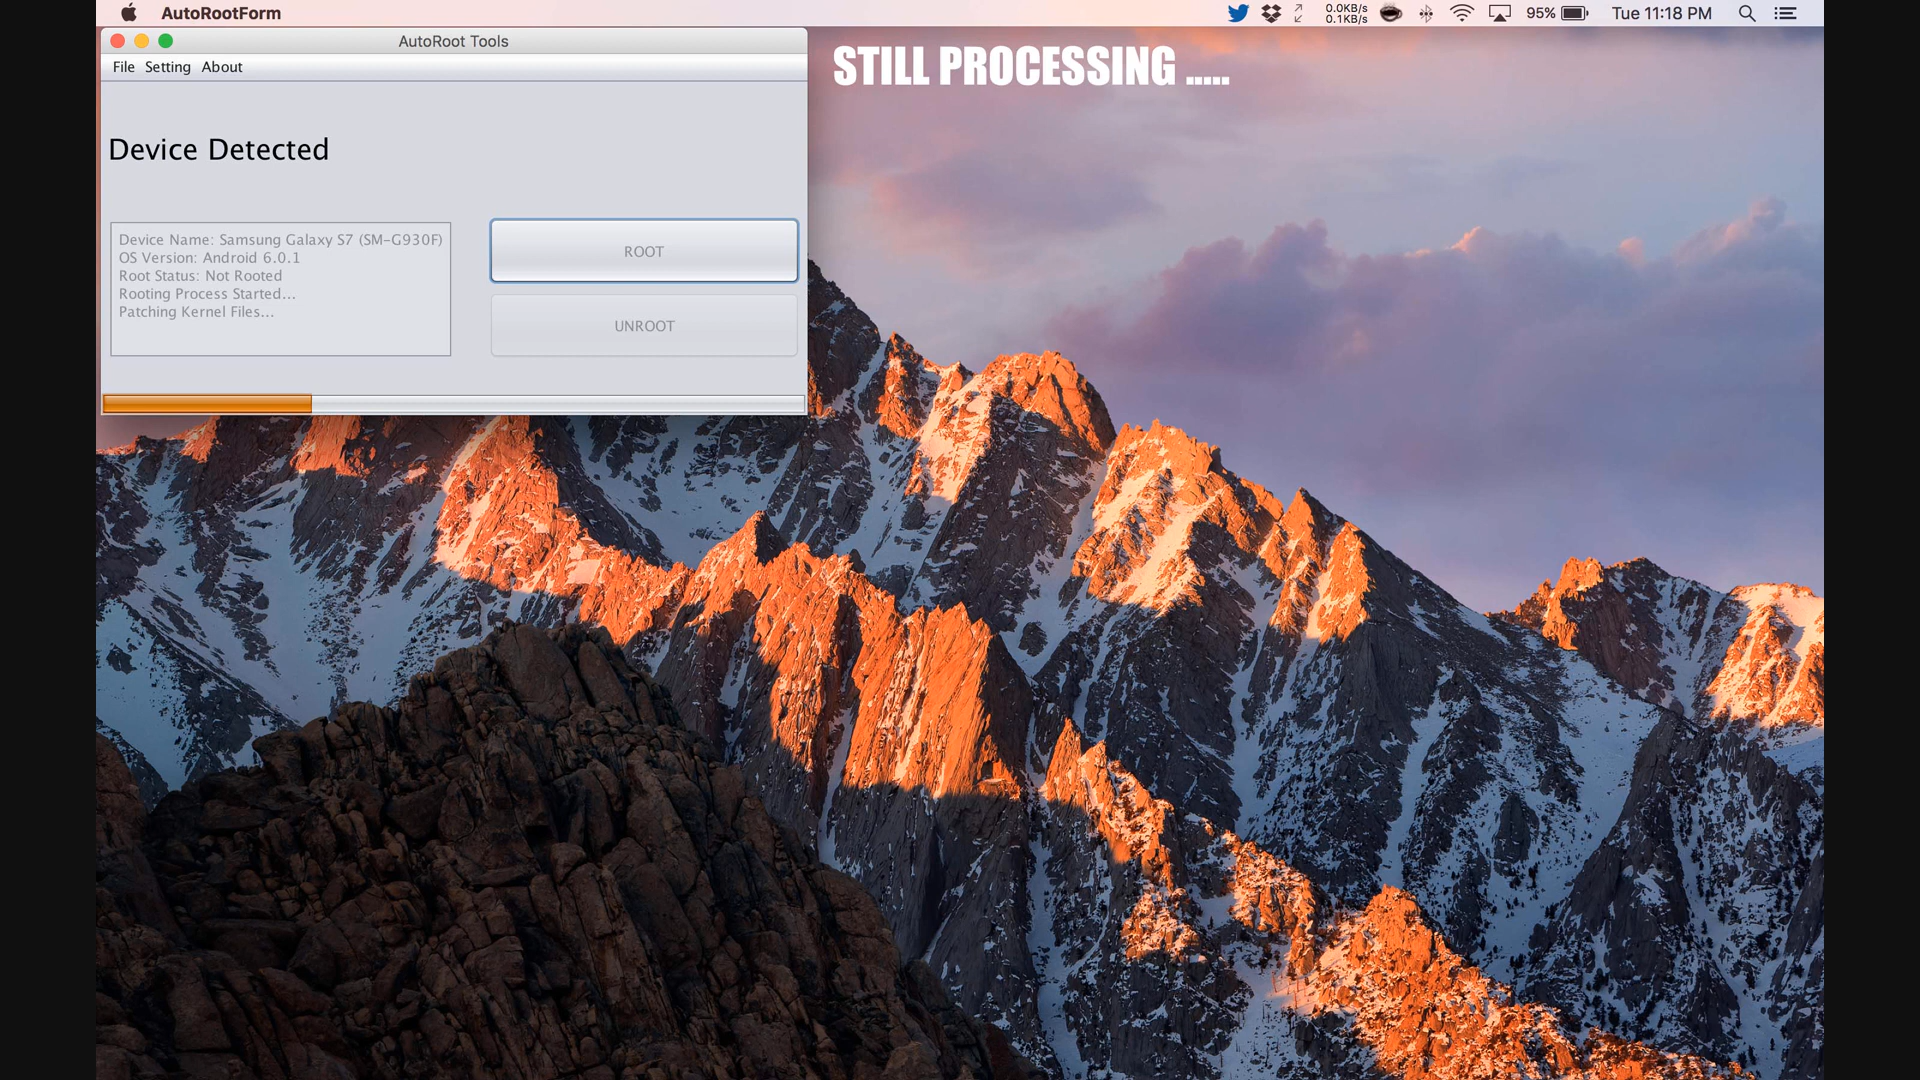 AutoRootForm
0.0KB/s
0.1KB/s
95%
Tue 11:18 PM
AutoRoot Tools
File Setting About
STILL PROCESSING .....
Device Detected
Device Name: Samsung Galaxy S7 (SM-G930F)
OS Version: Android 6.0.1
Root Status: Not Rooted
Rooting Process Started...
Patching Kernel Files...
ROOT
UNROOT